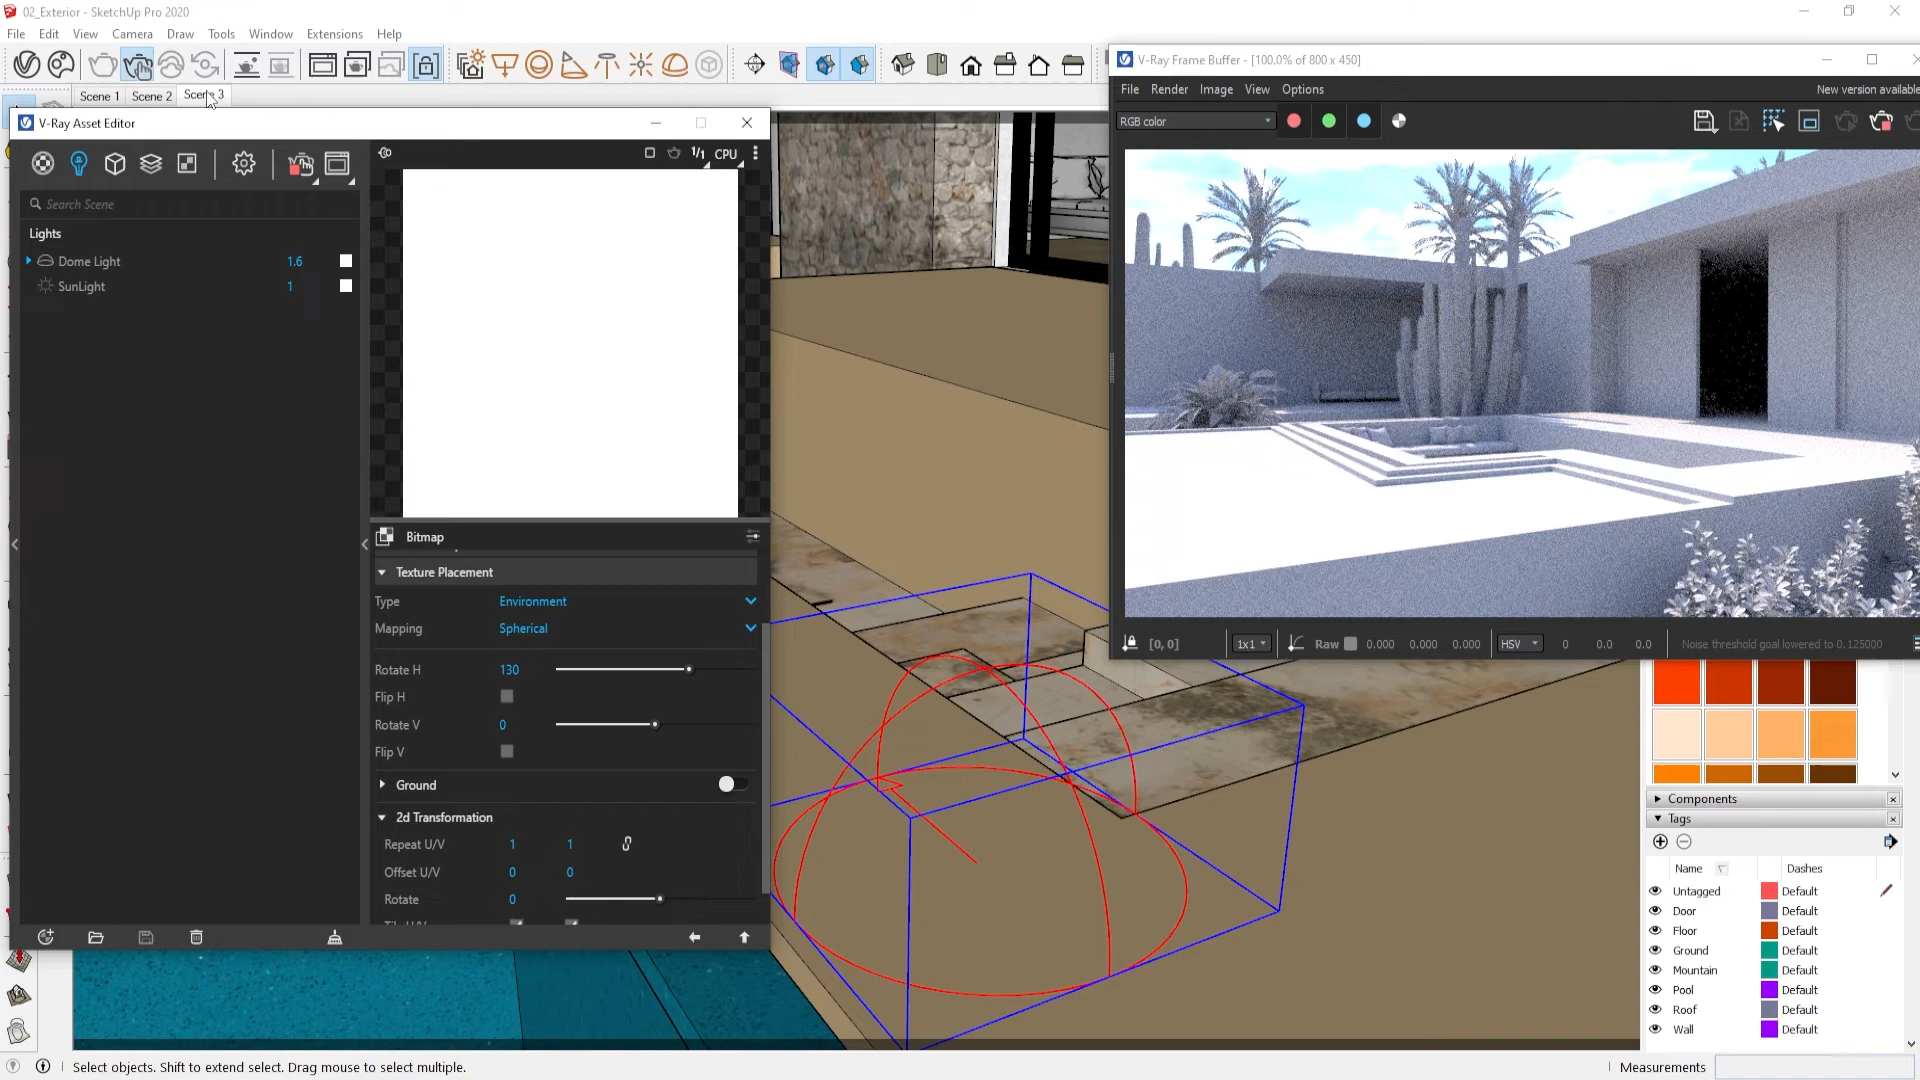 02_Exterior - SketchUp Pro 2020
File Edit View Camera Draw Tools Window Extensions Help
Scene 1 Scene 2 Scene 3
V-Ray Asset Editor
1/1 CPU
Search Scene
Lights
Dome Light 1.6
SunLight 1
Bitmap
Texture Placement
Type Environment
Mapping Spherical
Rotate H 130
Flip H
Rotate V 0
Flip V
Ground
2d Transformation
Repeat U/V 1 1
Offset U/V 0 0
Rotate 0
V-Ray Frame Buffer - [100.0% of 800 x 450]
File Render Image View Options
New version available
RGB color
[0, 0] 1x1 Raw 0.000 0.000 0.000 HSV 0 0.0 0.0 Noise threshold goal lowered to 0.125000
Components
Tags
Name Dashes
Untagged Default
Door Default
Floor Default
Ground Default
Mountain Default
Pool Default
Roof Default
Wall Default
Select objects. Shift to extend select. Drag mouse to select multiple.
Measurements